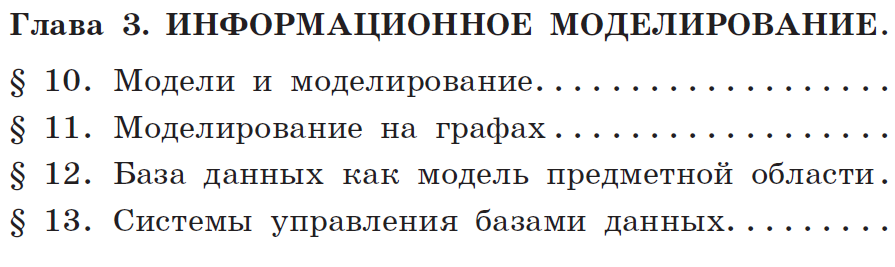 Глава 3. ИНФОРМАЦИОННОЕ МОДЕЛИРОВАНИЕ.
§ 10. Модели и моделирование...................
§ 11. Моделирование на графах..................
§ 12. База данных как модель предметной области.
§ 13. Системы управления базами данных.........